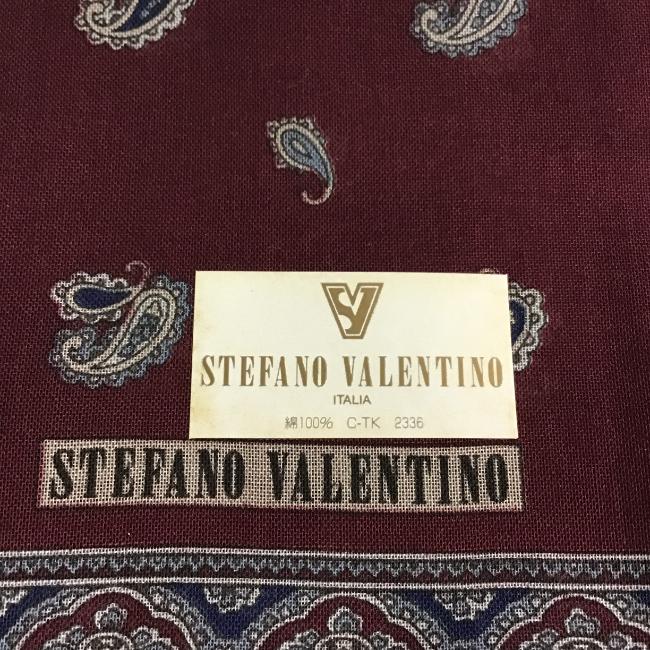 SV
STEFANO VALENTINO
ITALIA
綿100% C-TK 2336
STEFANO VALENTINO